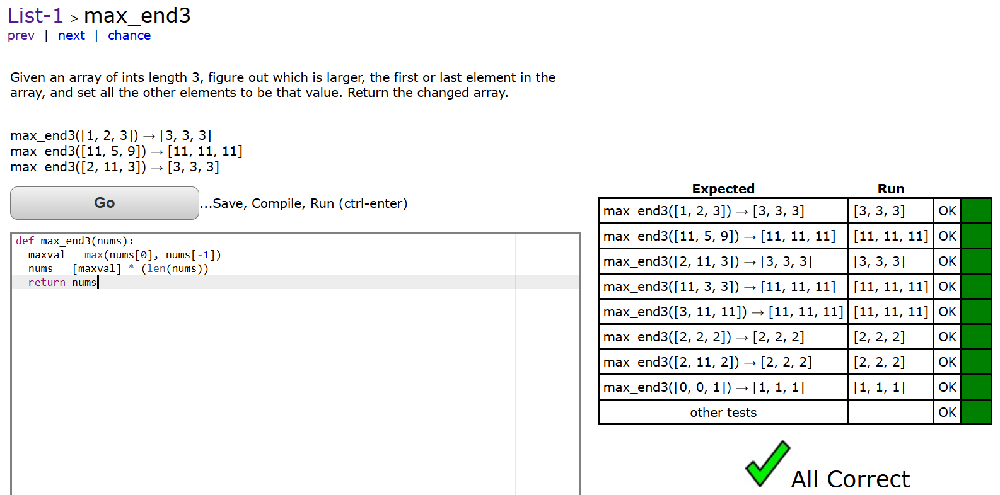 List-1 > max_end3
prev | next | chance
Given an array of ints length 3, figure out which is larger, the first or last element in the
array, and set all the other elements to be that value. Return the changed array.
max_end3([1, 2, 3]) → [3, 3, 3]
max_end3([11, 5, 9]) → [11, 11, 11]
max_end3([2, 11, 3]) → [3, 3, 3]
Go ...Save, Compile, Run (ctrl-enter)
def max_end3(nums):
  maxval = max(nums[0], nums[-1])
  nums = [maxval] * (len(nums))
  return nums
Expected Run
max_end3([1, 2, 3]) → [3, 3, 3] [3, 3, 3] OK
max_end3([11, 5, 9]) → [11, 11, 11] [11, 11, 11] OK
max_end3([2, 11, 3]) → [3, 3, 3] [3, 3, 3] OK
max_end3([11, 3, 3]) → [11, 11, 11] [11, 11, 11] OK
max_end3([3, 11, 11]) → [11, 11, 11] [11, 11, 11] OK
max_end3([2, 2, 2]) → [2, 2, 2] [2, 2, 2] OK
max_end3([2, 11, 2]) → [2, 2, 2] [2, 2, 2] OK
max_end3([0, 0, 1]) → [1, 1, 1] [1, 1, 1] OK
other tests OK
All Correct